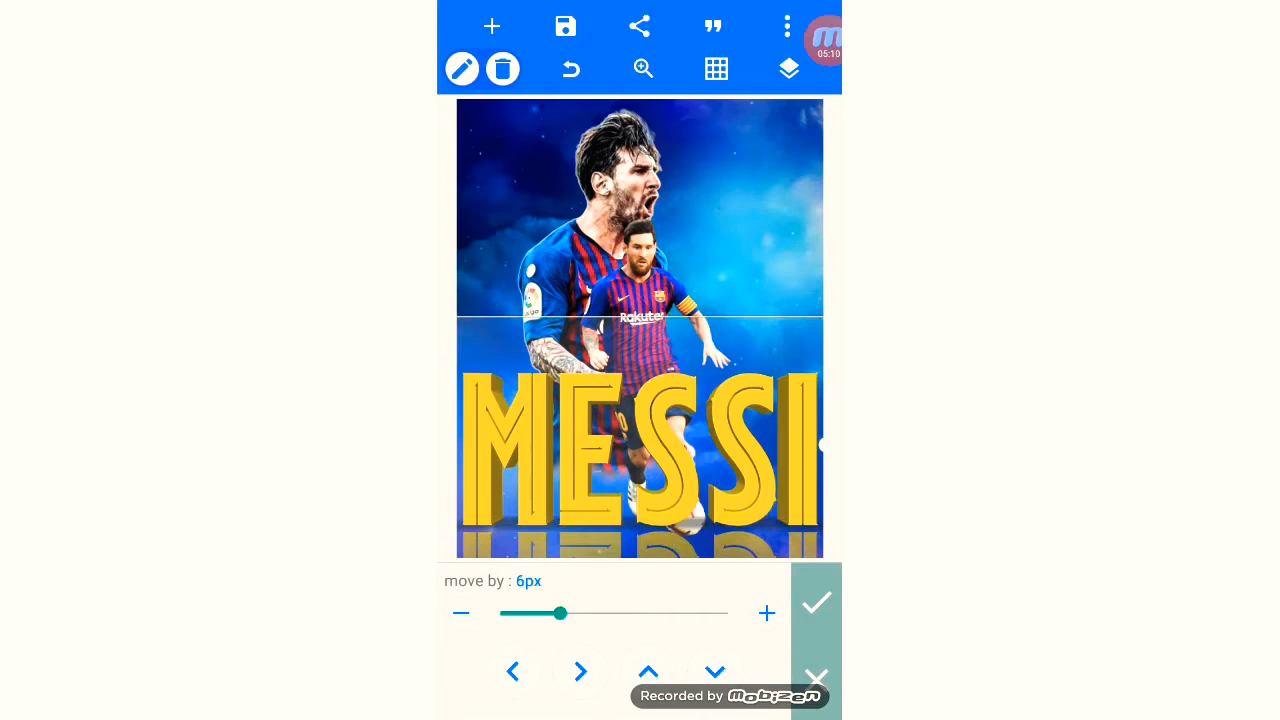 05:10
Rakuten
MESSI
move by : 6px
Recorded by mobizen